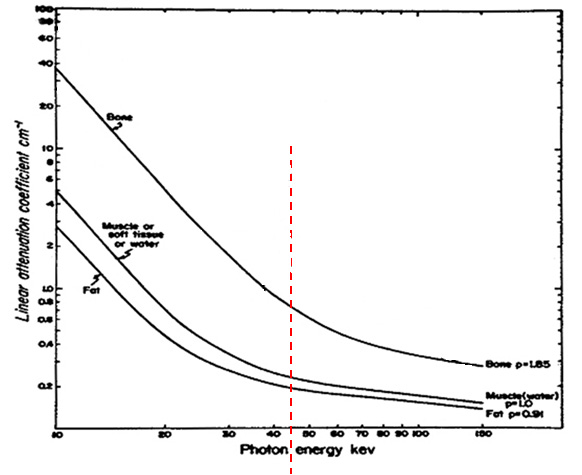 Linear attenuation coefficient cm⁻¹
100
80
60
40
20
10
8
6
4
2
1.0
0.8
0.6
0.4
0.2
Bone
Muscle or
soft tissue
or water
Fat
Bone ρ=1.85
Muscle(water)
ρ=1.0
Fat ρ=0.91
20
30
40
50
60
70
80
90
100
150
Photon energy kev